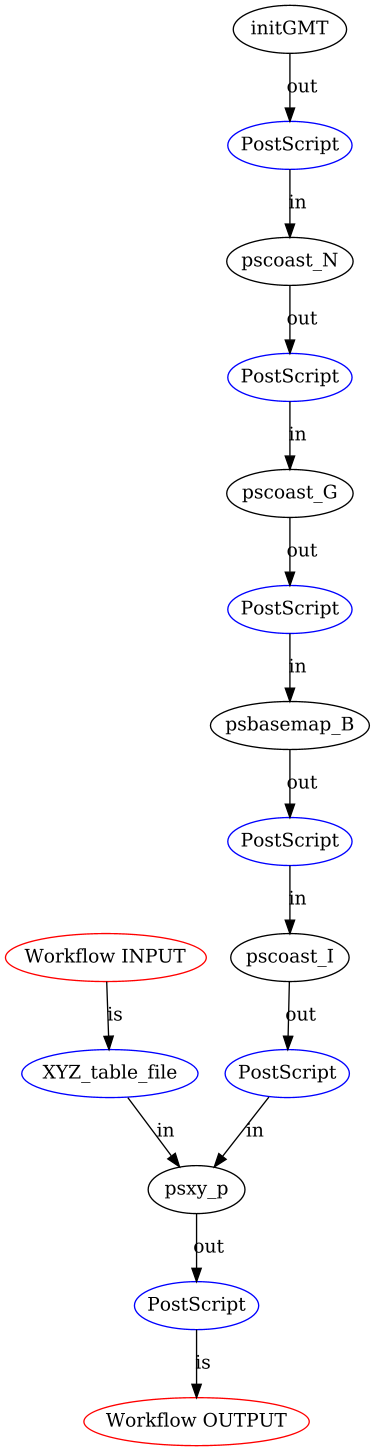 initGMT
out
PostScript
in
pscoast_N
out
PostScript
in
pscoast_G
out
PostScript
in
psbasemap_B
out
PostScript
in
Workflow INPUT
pscoast_I
is
out
XYZ_table_file
PostScript
in
in
psxy_p
out
PostScript
is
Workflow OUTPUT